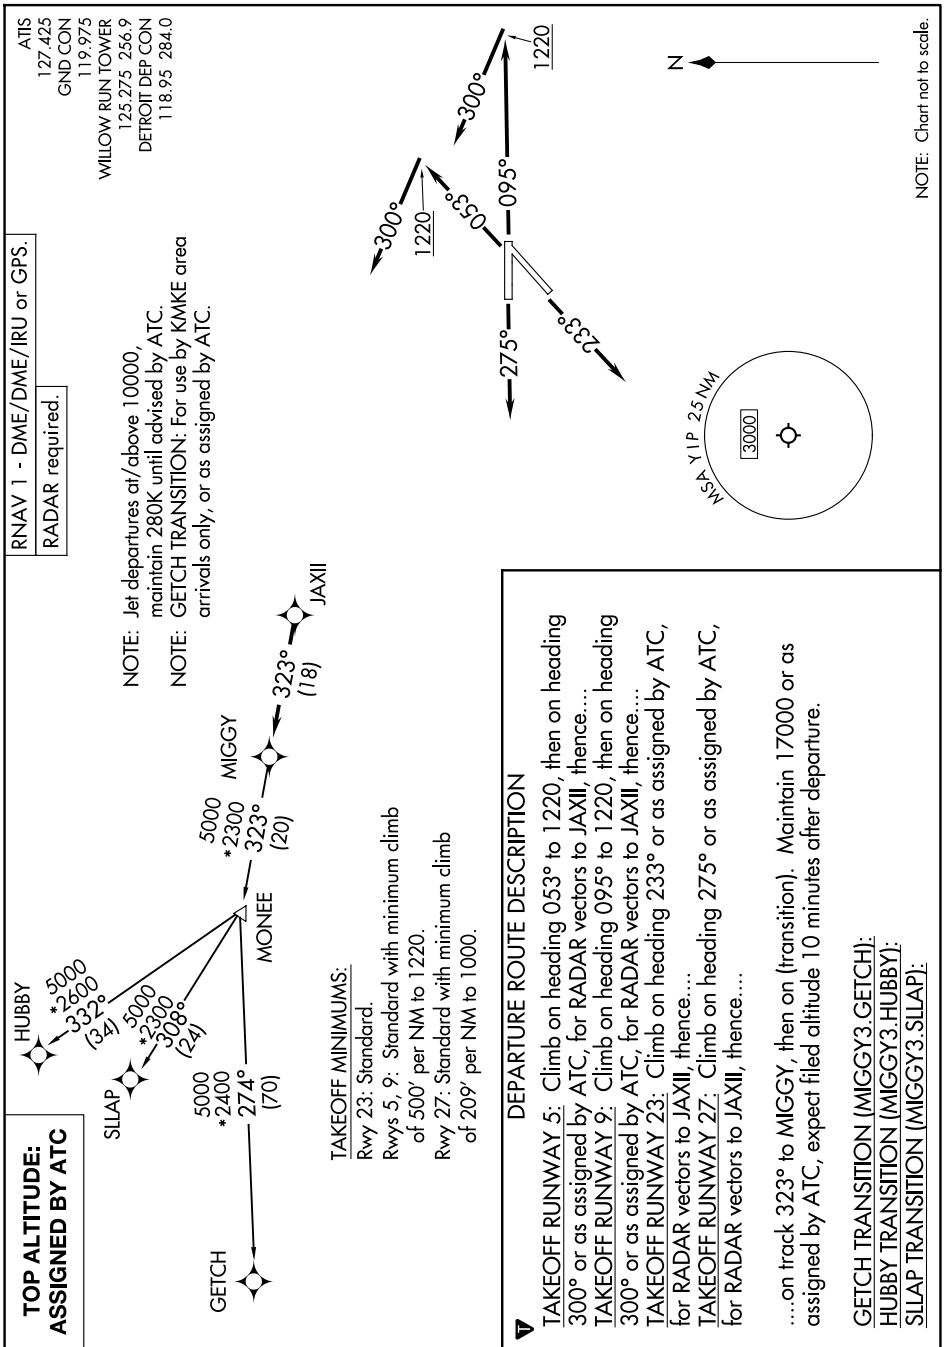 TOP ALTITUDE:
ASSIGNED BY ATC
RNAV 1 - DME/DME/IRU or GPS.
RADAR required.
ATIS
127.425
GND CON
119.975
WILLOW RUN TOWER
125.275 256.9
DETROIT DEP CON
118.95 284.0
NOTE: Jet departures at/above 10000,
maintain 280K until advised by ATC.
NOTE: GETCH TRANSITION: For use by KMKE area
arrivals only, or as assigned by ATC.
HUBBY
5000
*2600
332°
(34)
SLLAP
5000
*2300
308°
(24)
GETCH
5000
*2400
274°
(70)
MONEE
5000
*2300
323°
(20)
MIGGY
323°
(18)
JAXII
TAKEOFF MINIMUMS:
Rwy 23: Standard.
Rwys 5, 9: Standard with minimum climb
of 500' per NM to 1220.
Rwy 27: Standard with minimum climb
of 209' per NM to 1000.
300°
1220
053°
300°
1220
095°
275°
233°
N
MSA YIP 25 NM
3000
NOTE: Chart not to scale.
T
DEPARTURE ROUTE DESCRIPTION
TAKEOFF RUNWAY 5: Climb on heading 053° to 1220, then on heading
300° or as assigned by ATC, for RADAR vectors to JAXII, thence....
TAKEOFF RUNWAY 9: Climb on heading 095° to 1220, then on heading
300° or as assigned by ATC, for RADAR vectors to JAXII, thence....
TAKEOFF RUNWAY 23: Climb on heading 233° or as assigned by ATC,
for RADAR vectors to JAXII, thence....
TAKEOFF RUNWAY 27: Climb on heading 275° or as assigned by ATC,
for RADAR vectors to JAXII, thence....
....on track 323° to MIGGY, then on (transition). Maintain 17000 or as
assigned by ATC, expect filed altitude 10 minutes after departure.
GETCH TRANSITION (MIGGY3.GETCH):
HUBBY TRANSITION (MIGGY3.HUBBY):
SLLAP TRANSITION (MIGGY3.SLLAP):